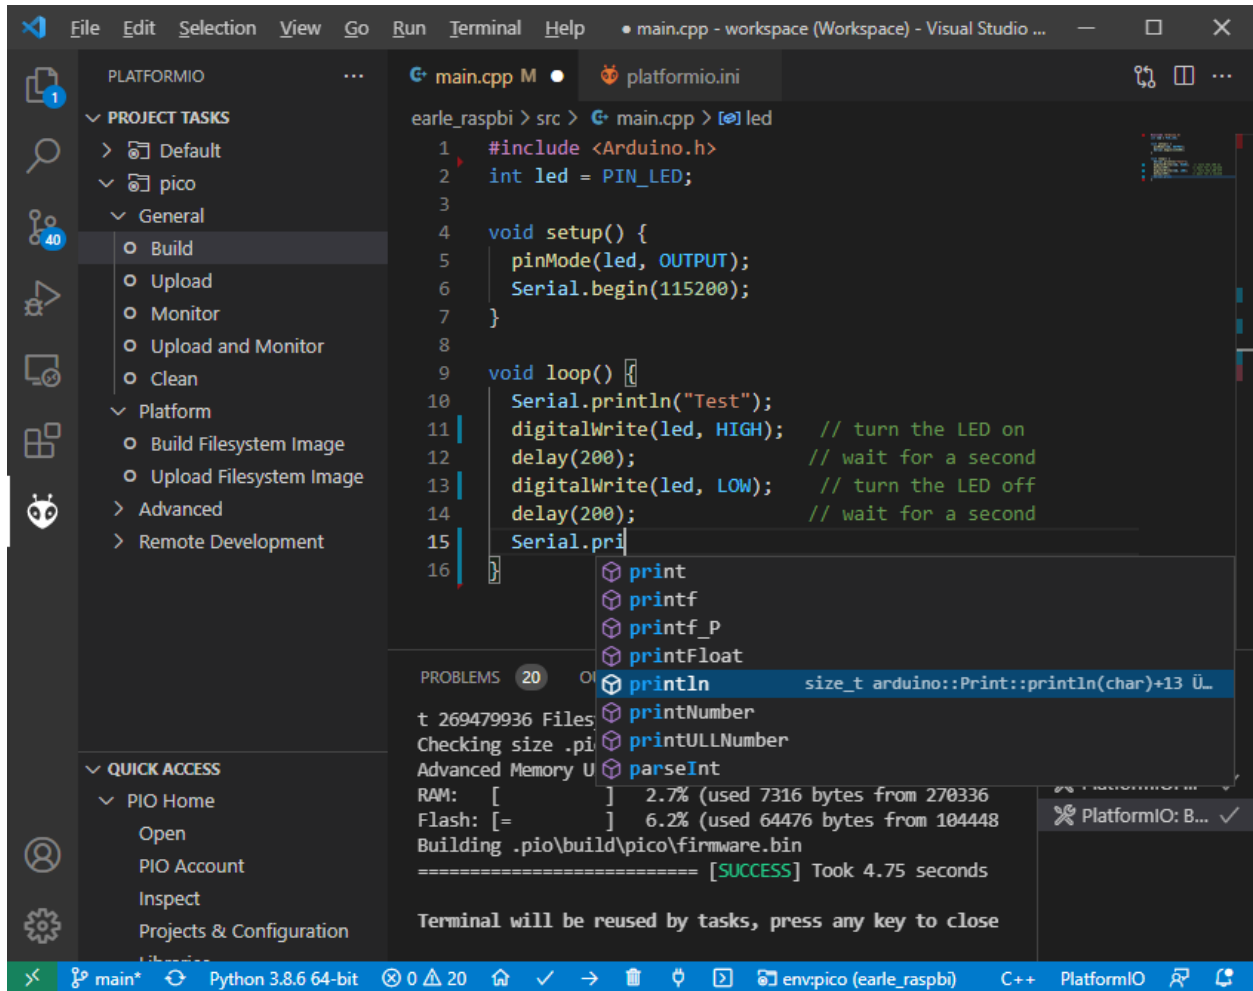 File Edit Selection View Go Run Terminal Help ● main.cpp - workspace (Workspace) - Visual Studio ...
PLATFORMIO ...
main.cpp M ●
platformio.ini
1
40
PROJECT TASKS
Default
pico
General
Build
Upload
Monitor
Upload and Monitor
Clean
Platform
Build Filesystem Image
Upload Filesystem Image
Advanced
Remote Development
QUICK ACCESS
PIO Home
Open
PIO Account
Inspect
Projects & Configuration
earle_raspbi > src > main.cpp > led
1 #include <Arduino.h>
2 int led = PIN_LED;
3
4 void setup() {
5 pinMode(led, OUTPUT);
6 Serial.begin(115200);
7 }
8
9 void loop() {
10 Serial.println("Test");
11 digitalWrite(led, HIGH); // turn the LED on
12 delay(200); // wait for a second
13 digitalWrite(led, LOW); // turn the LED off
14 delay(200); // wait for a second
15 Serial.pri
16 }
print
printf
printf_P
printFloat
println size_t arduino::Print::println(char)+13 Ü...
printNumber
printULLNumber
parseInt
PROBLEMS 20
t 269479936 Files
Checking size .pi
Advanced Memory U
RAM: [ ] 2.7% (used 7316 bytes from 270336
Flash: [= ] 6.2% (used 64476 bytes from 104448
Building .pio\build\pico\firmware.bin
=========================== [SUCCESS] Took 4.75 seconds
Terminal will be reused by tasks, press any key to close
PlatformIO: B...
main* Python 3.8.6 64-bit 0 20 env:pico (earle_raspbi) C++ PlatformIO